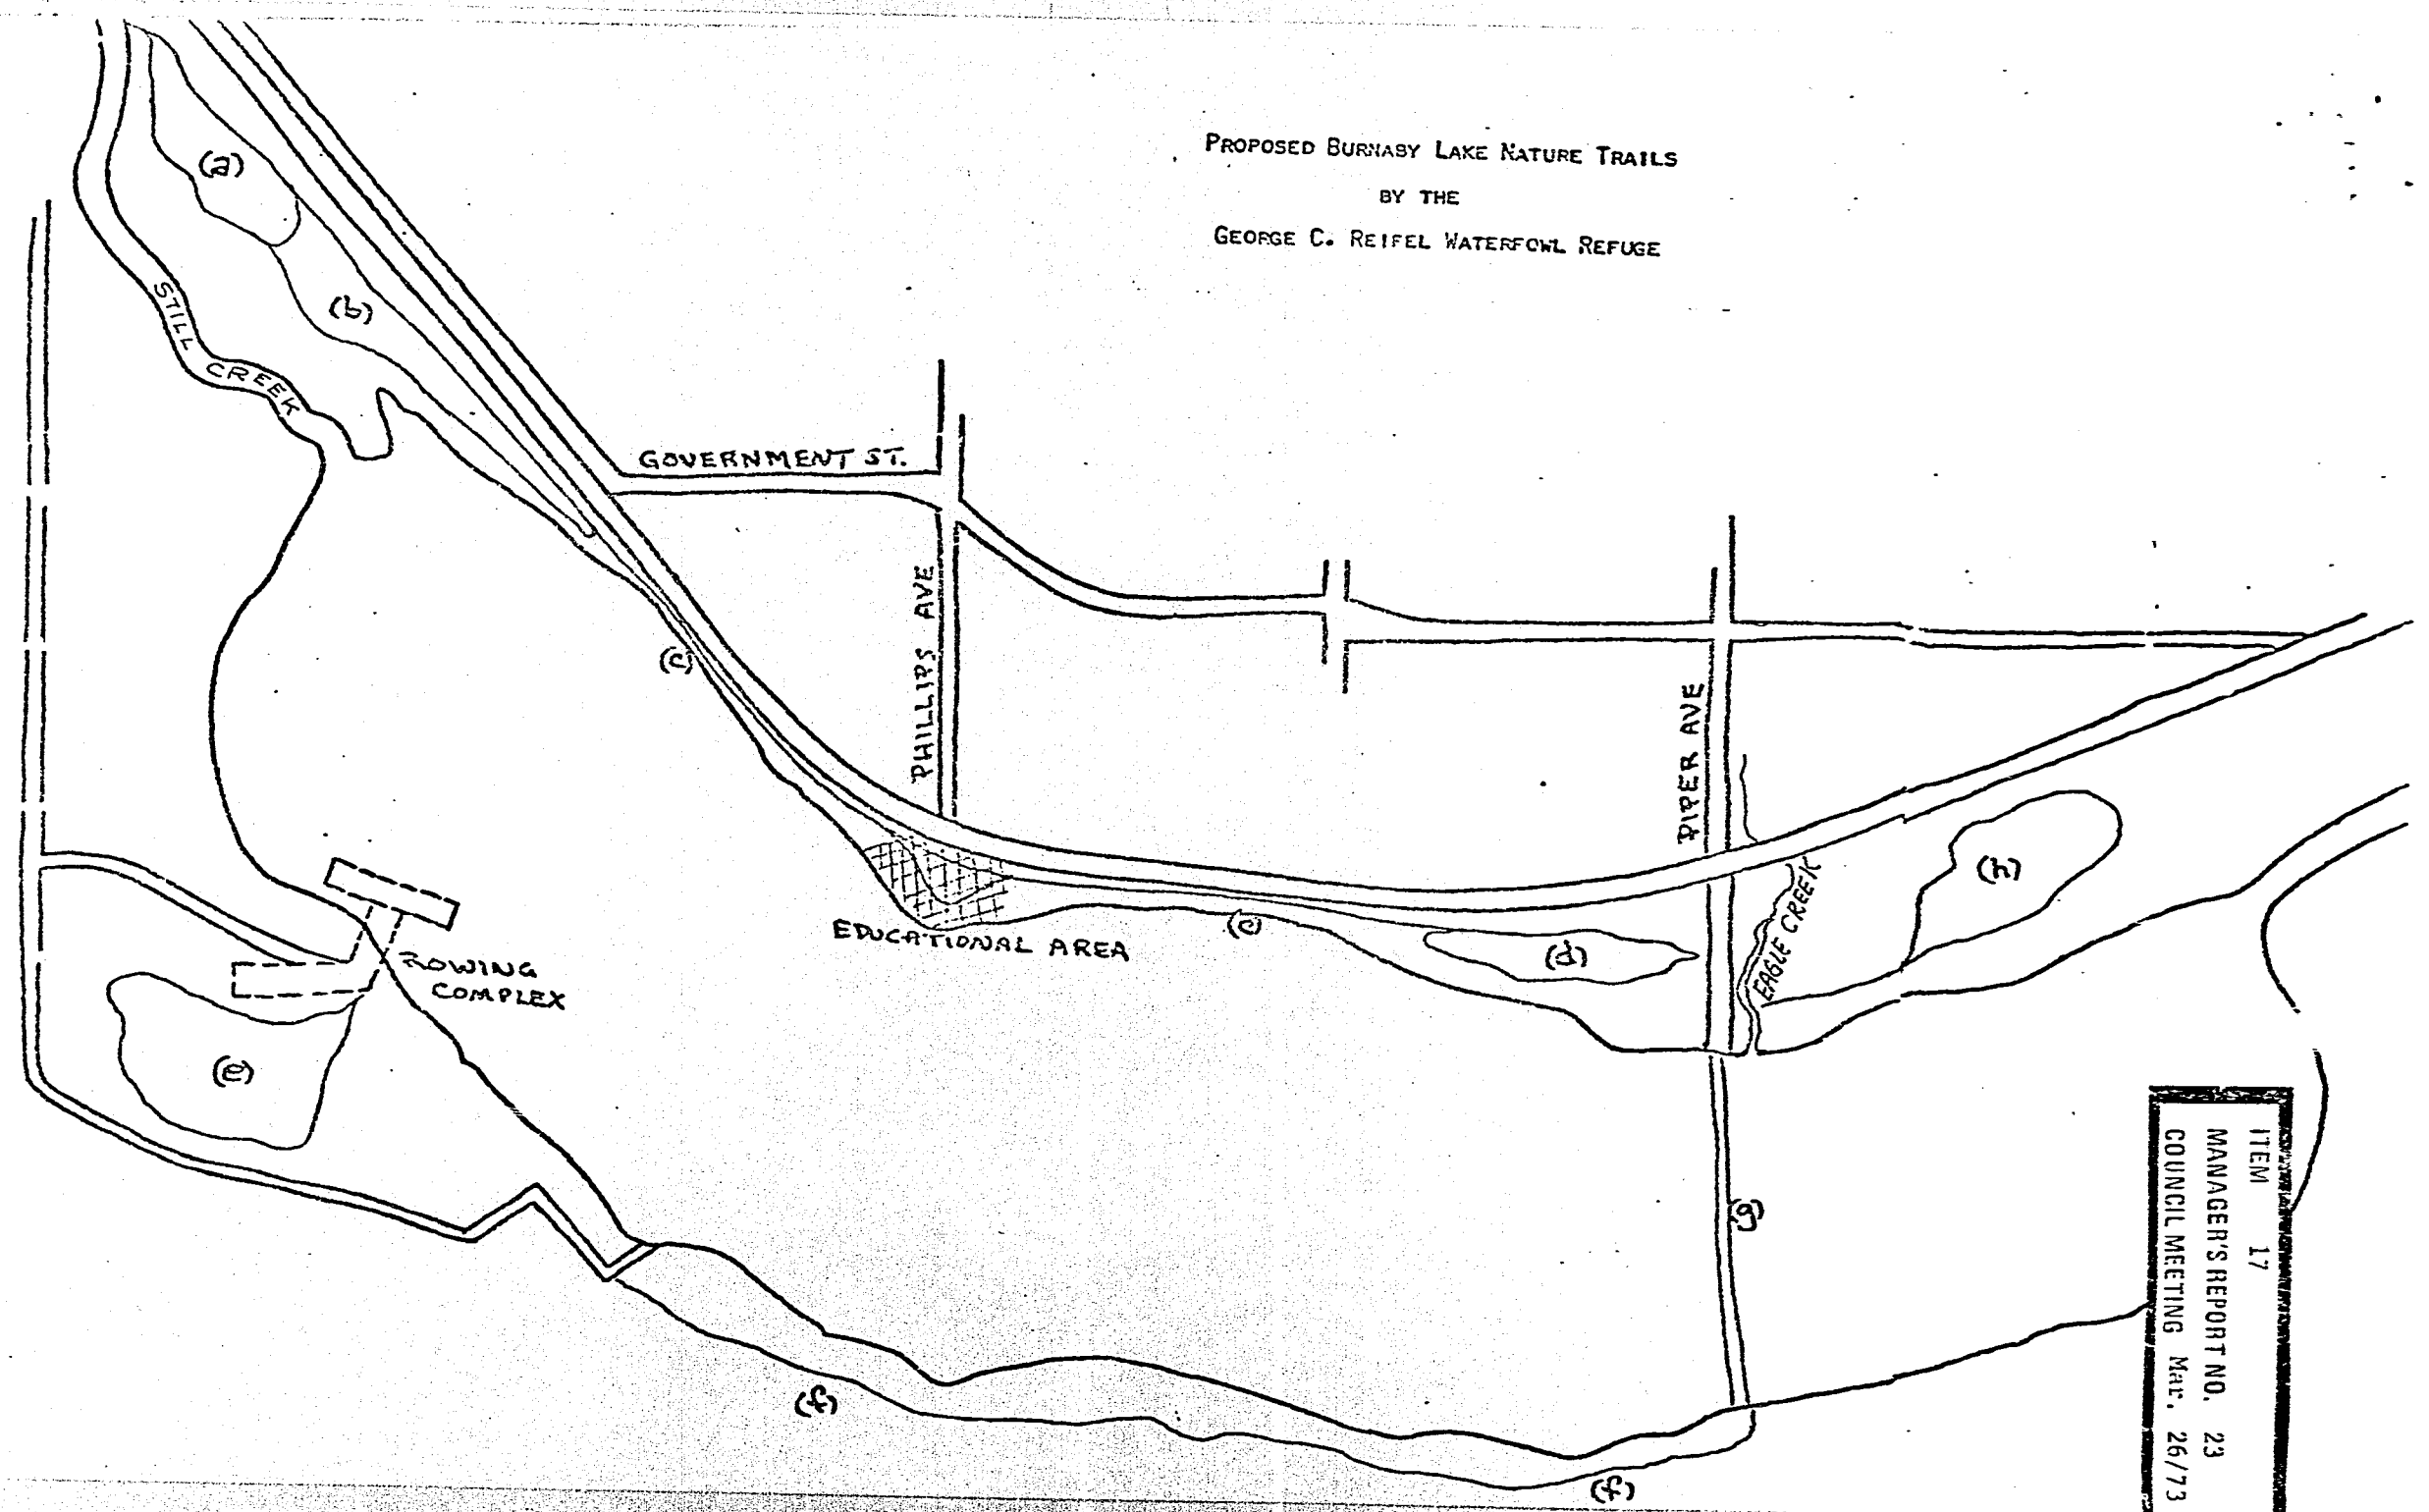 PROPOSED BURNABY LAKE NATURE TRAILS
BY THE
GEORGE C. REIFEL WATERFOWL REFUGE
(a)
(b)
STILL CREEK
GOVERNMENT ST.
PHILLIPS AVE
(c)
PIPER AVE
EAGLE CREEK
(h)
EDUCATIONAL AREA
(c)
(d)
ROWING
COMPLEX
(e)
(g)
(f)
(f)
ITEM 17
MANAGER'S REPORT NO. 23
COUNCIL MEETING Mar. 26/73